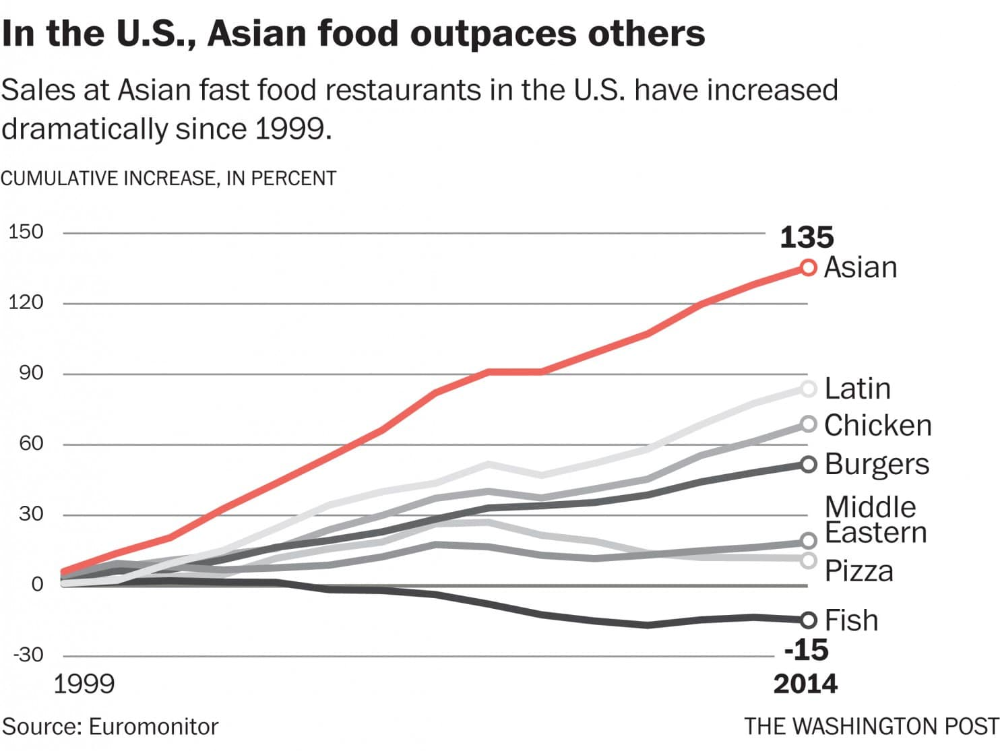 In the U.S., Asian food outpaces others
Sales at Asian fast food restaurants in the U.S. have increased
dramatically since 1999.
CUMULATIVE INCREASE, IN PERCENT
150
135
Asian
120
90
Latin
Chicken
60
Burgers
Middle
30
Eastern
Pizza
0
Fish
-15
-30
1999
2014
Source: Euromonitor
THE WASHINGTON POST